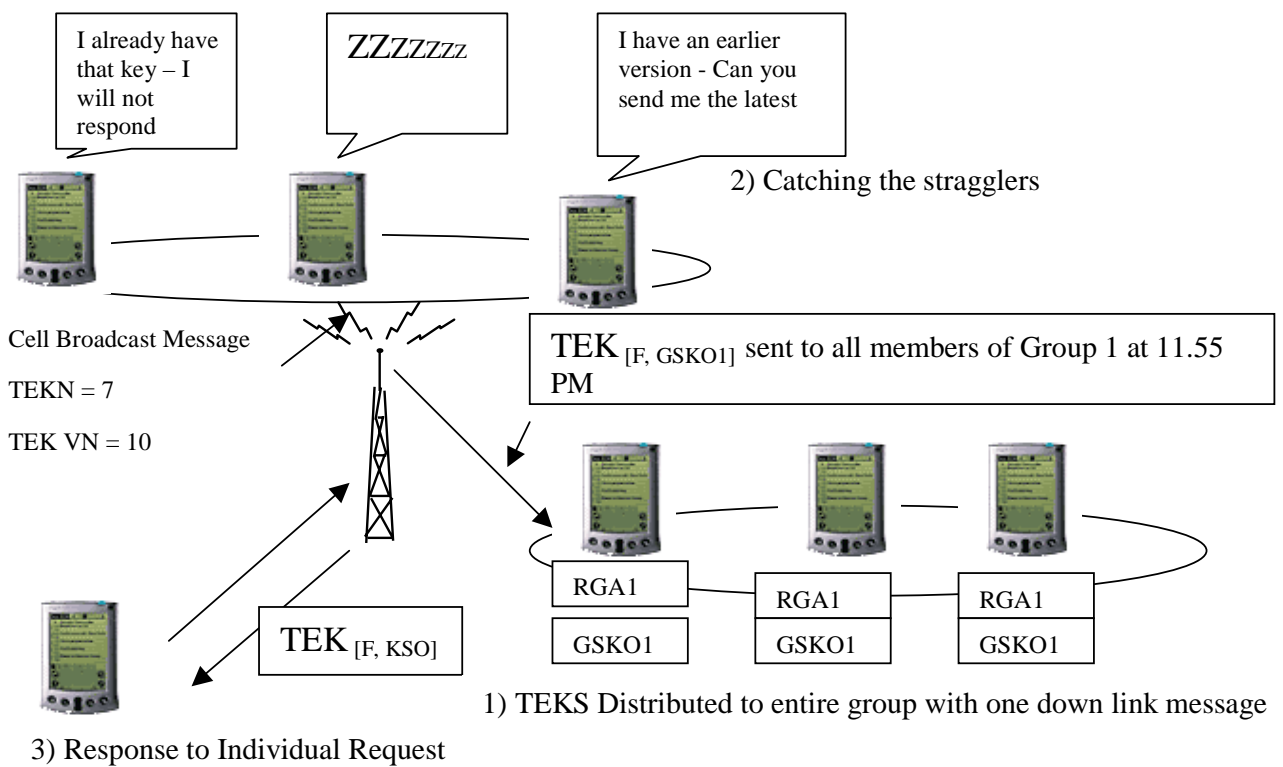 I already have
that key – I
will not
respond
ZZZZZZZ
I have an earlier
version - Can you
send me the latest
2) Catching the stragglers
Cell Broadcast Message
TEKN = 7
TEK VN = 10
TEK [F, GSKO1] sent to all members of Group 1 at 11.55
PM
RGA1
GSKO1
RGA1
GSKO1
RGA1
GSKO1
TEK [F, KSO]
1) TEKS Distributed to entire group with one down link message
3) Response to Individual Request